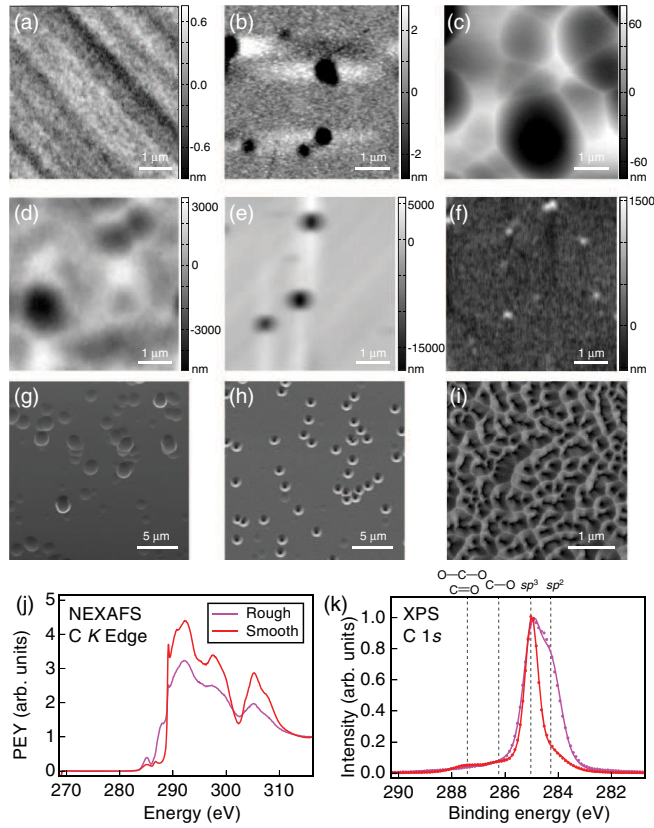 (a)
0.6
0.0
-0.6
nm
1 µm
(b)
2
0
-2
nm
1 µm
(c)
60
0
-60
nm
1 µm
(d)
3000
0
-3000
nm
1 µm
(e)
5000
0
-15000
nm
1 µm
(f)
1500
0
nm
1 µm
(g)
5 µm
(h)
5 µm
(i)
1 µm
(j)
NEXAFS
C K Edge
Rough
Smooth
PEY (arb. units)
5
4
3
2
1
0
270
280
290
300
310
Energy (eV)
O—C—O
C=O
C—O
sp³
sp²
(k)
XPS
C 1s
Intensity (arb. units)
1.0
0.8
0.6
0.4
0.2
0.0
290
288
286
284
282
Binding energy (eV)